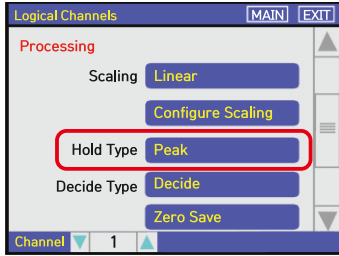 Logical Channels MAIN EXIT
Processing
Scaling Linear
Configure Scaling
Hold Type Peak
Decide Type Decide
Zero Save
Channel 1